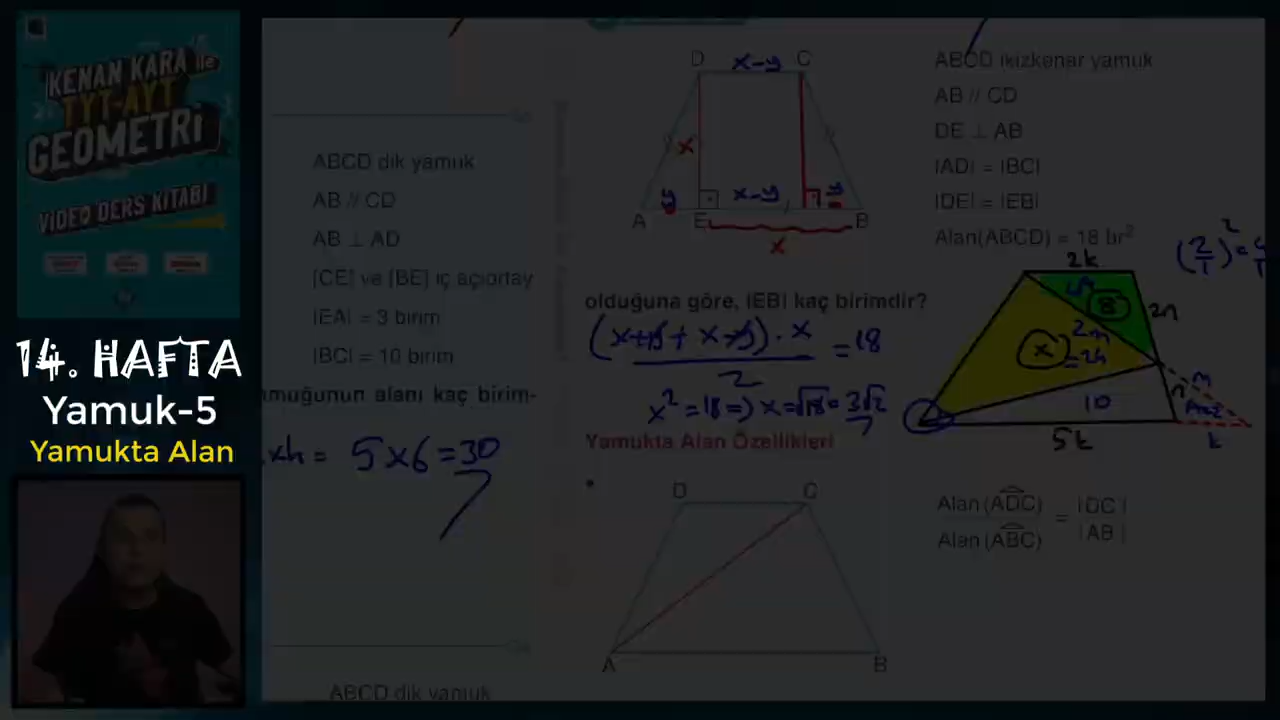 KENAN KARA ile
TYT-AYT
GEOMETRİ
VİDEO DERS KİTABI
14. HAFTA
Yamuk-5
Yamukta Alan
ABCD dik yamuk
AB // CD
AB ⊥ AD
[CE] ve [BE] iç açıortay
|EA| = 3 birim
|BC| = 10 birim
muğunun alanı kaç birim-
xh = 5x6=30
ABCD dik yamuk
D x-y C
x
y x-y y
A E B
x
olduğuna göre, |EB| kaç birimdir?
(x+y+x-y).x / 2 = 18
x²=18=) x=√18=3√2
Yamukta Alan Özellikleri
D C
A B
ABCD ikizkenar yamuk
AB // CD
DE ⊥ AB
|AD| = |BC|
|DE| = |EB|
Alan(ABCD) = 18 br²
2k
8
2n
x
=24
n
10
5k
k
Alan (ADC) / Alan (ABC) = |DC| / |AB|